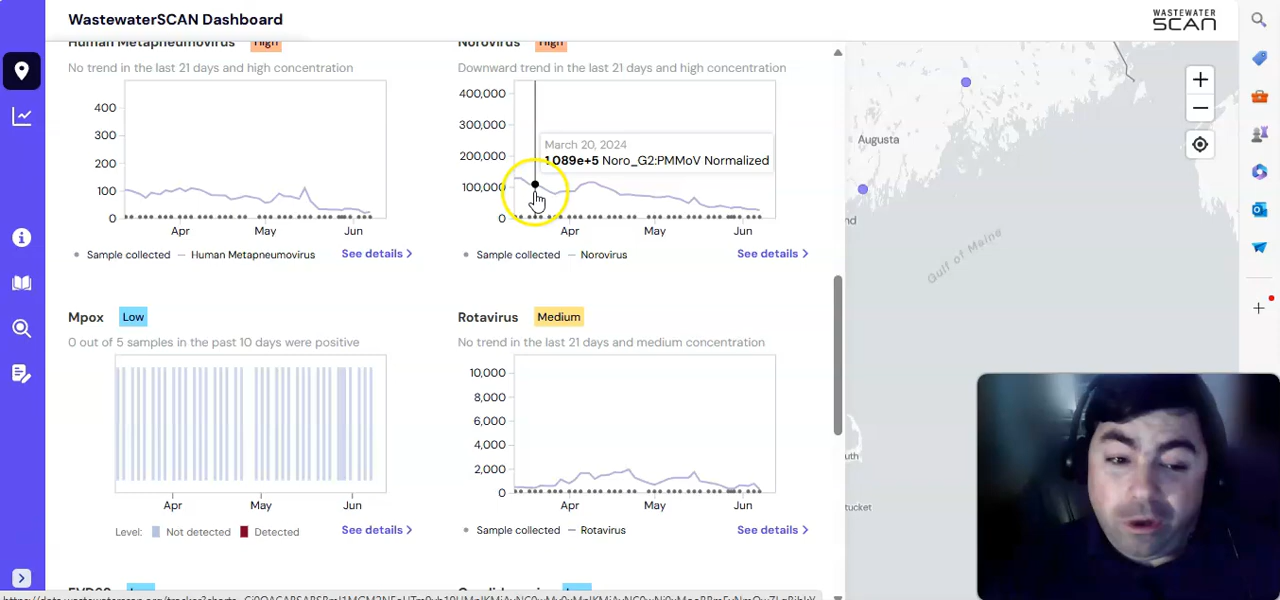 WastewaterSCAN Dashboard
WASTEWATER
SCAN
Human Metapneumovirus High
No trend in the last 21 days and high concentration
400
300
200
100
0
Apr May Jun
Sample collected Human Metapneumovirus See details
Norovirus High
Downward trend in the last 21 days and high concentration
400,000
300,000
200,000
100,000
0
March 20, 2024
1.089e+5 Noro_G2:PMMoV Normalized
Apr May Jun
Sample collected Norovirus See details
Mpox Low
0 out of 5 samples in the past 10 days were positive
Apr May Jun
Level: Not detected Detected See details
Rotavirus Medium
No trend in the last 21 days and medium concentration
10,000
8,000
6,000
4,000
2,000
0
Apr May Jun
Sample collected Rotavirus See details
Augusta
Gulf of Maine
nd
uth
tucket